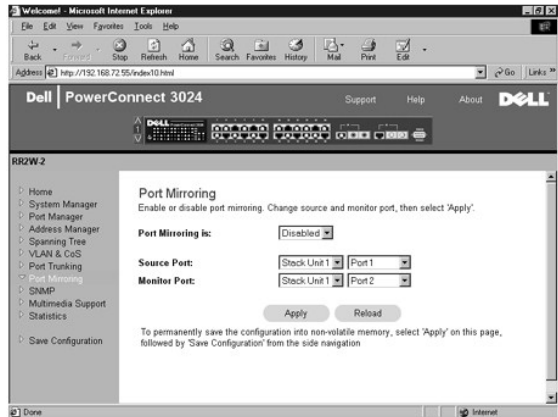 Welcome! - Microsoft Internet Explorer
File Edit View Favorites Tools Help
Back Forward Stop Refresh Home Search Favorites History Mail Print Edit
Address http://192.168.72.55/index10.html Go Links »
Dell | PowerConnect 3024 Support Help About DELL
DELL
1
RR2W-2
Home
System Manager
Port Manager
Address Manager
Spanning Tree
VLAN & CoS
Port Trunking
Port Mirroring
SNMP
Multimedia Support
Statistics
Save Configuration
Port Mirroring
Enable or disable port mirroring. Change source and monitor port, then select 'Apply'.
Port Mirroring is: Disabled
Source Port: Stack Unit 1 Port 1
Monitor Port: Stack Unit 1 Port 2
Apply Reload
To permanently save the configuration into non-volatile memory, select 'Apply' on this page,
followed by 'Save Configuration' from the side navigation
Done Internet